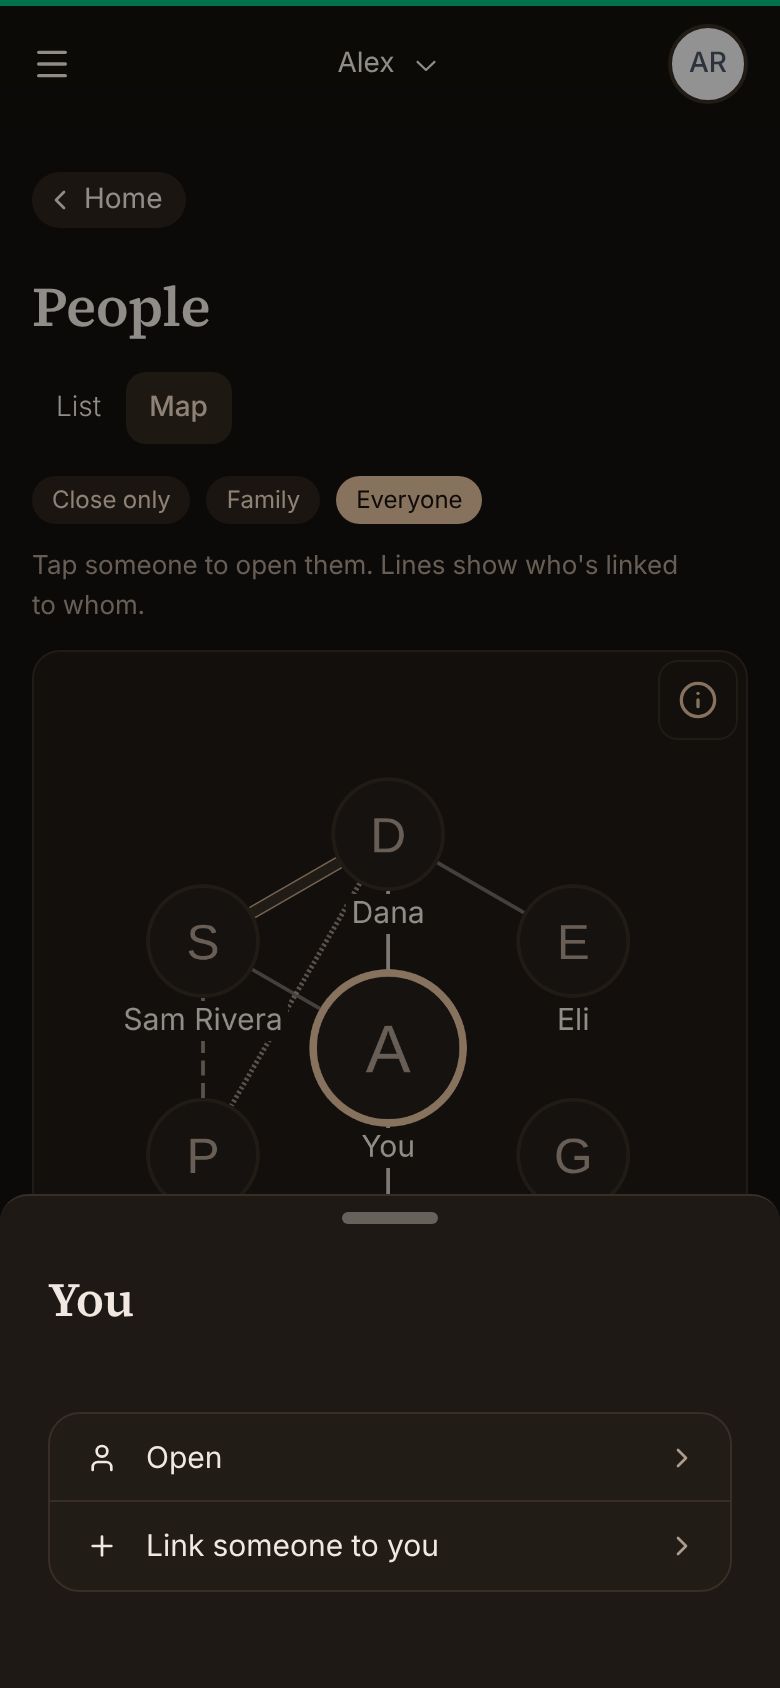 Alex
AR
Home
People
List
Map
Close only
Family
Everyone
Tap someone to open them. Lines show who's linked
to whom.
D
Dana
S
E
Sam Rivera
Eli
A
You
P
G
You
Open
Link someone to you